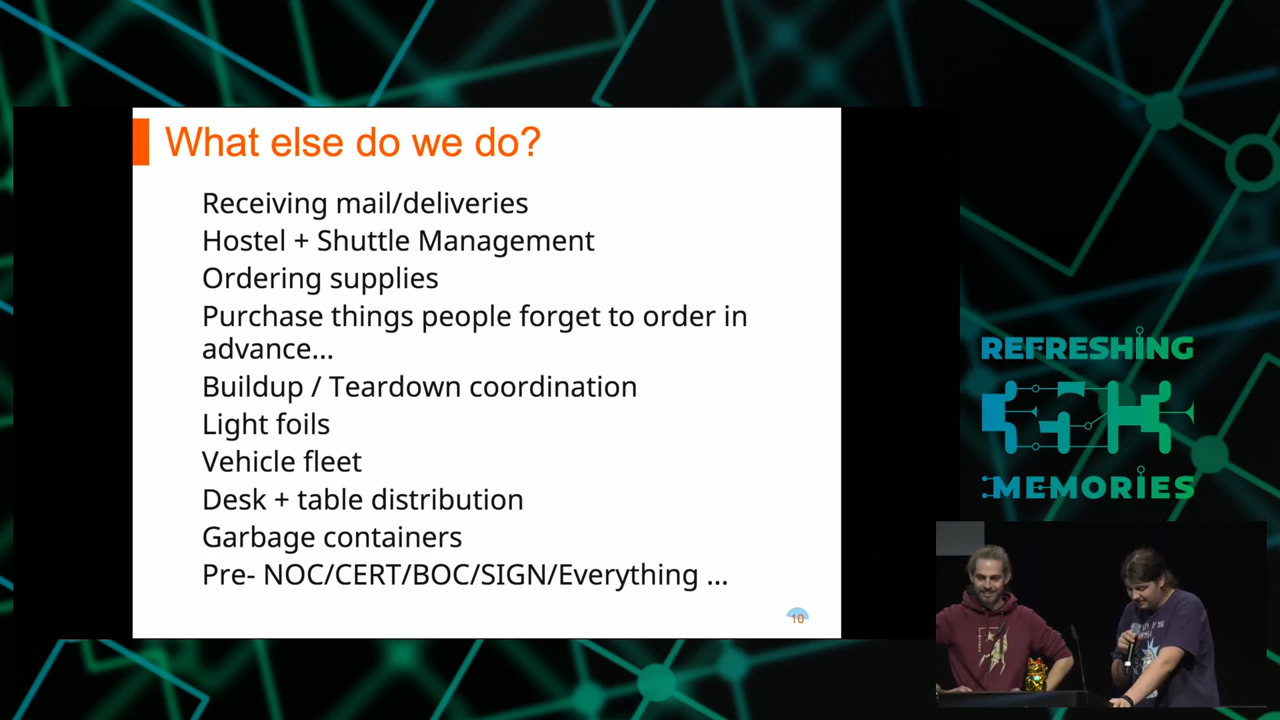 What else do we do?
Receiving mail/deliveries
Hostel + Shuttle Management
Ordering supplies
Purchase things people forget to order in
advance...
Buildup / Teardown coordination
Light foils
Vehicle fleet
Desk + table distribution
Garbage containers
Pre- NOC/CERT/BOC/SIGN/Everything ...
10
REFRESHING
MEMORIES